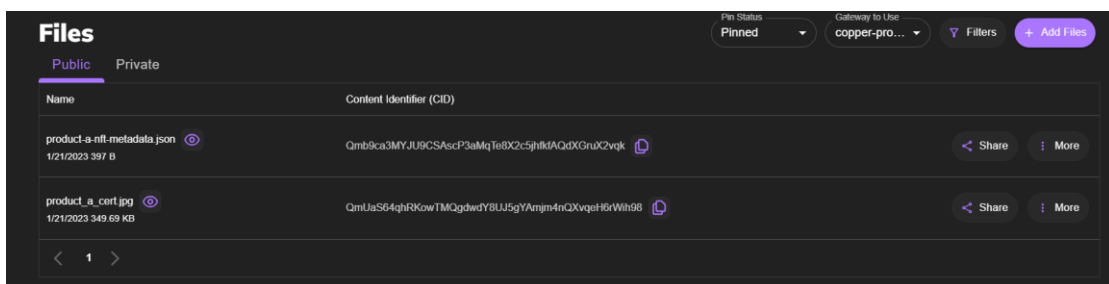 Files
Pin Status
Pinned
Gateway to Use
copper-pro...
Filters
+ Add Files
Public Private
Name Content Identifier (CID)
product-a-nft-metadata.json
1/21/2023 397 B
Share
More
product_a_cert.jpg
1/21/2023 349.69 KB
QmUaS64qhRKowTMQgdwdY8UJ5gYAmjm4nQXvqeH6rWih98
Share
More
1